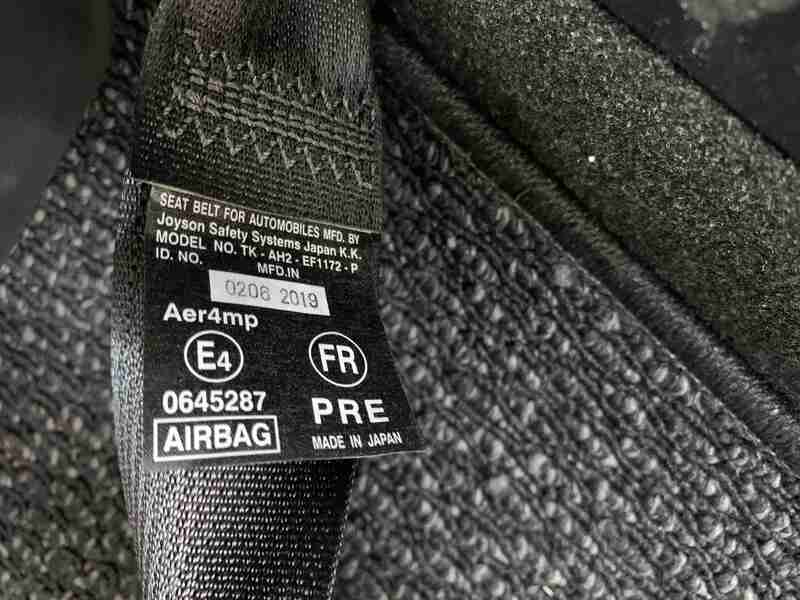 SEAT BELT FOR AUTOMOBILES MFD. BY
Joyson Safety Systems Japan K.K.
MODEL NO. TK - AH2 - EF1172 - P
ID. NO. MFD.IN
0206 2019
Aer4mp
E4 FR
0645287 PRE
AIRBAG MADE IN JAPAN